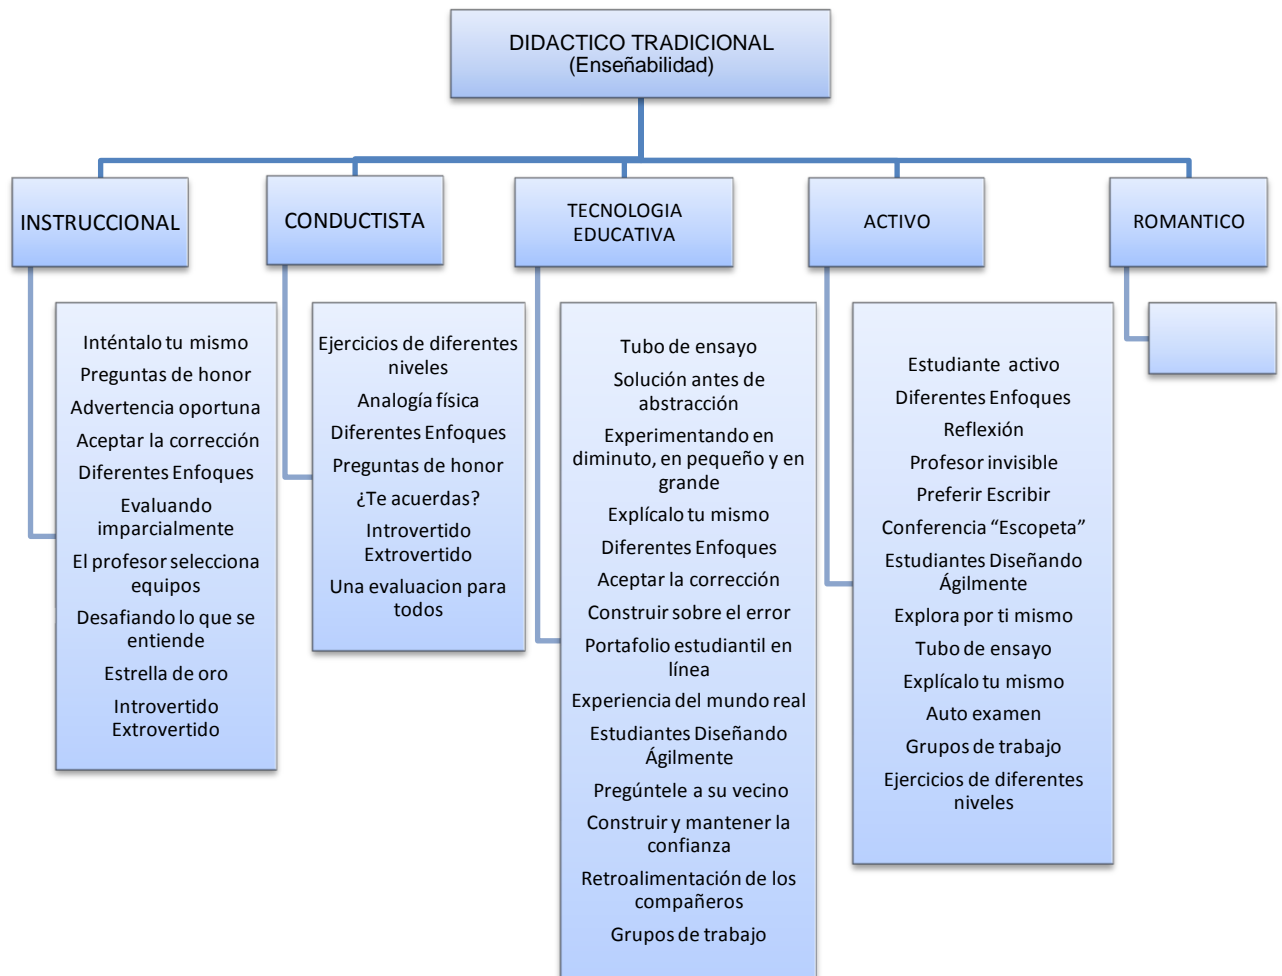 DIDACTICO TRADICIONAL
(Enseñabilidad)
INSTRUCCIONAL
Inténtalo tu mismo
Preguntas de honor
Advertencia oportuna
Aceptar la corrección
Diferentes Enfoques
Evaluando
imparcialmente
El profesor selecciona
equipos
Desafiando lo que se
entiende
Estrella de oro
Introvertido
Extrovertido
CONDUCTISTA
Ejercicios de diferentes
niveles
Analogía física
Diferentes Enfoques
Preguntas de honor
¿Te acuerdas?
Introvertido
Extrovertido
Una evaluacion para
todos
TECNOLOGIA
EDUCATIVA
Tubo de ensayo
Solución antes de
abstracción
Experimentando en
diminuto, en pequeño y en
grande
Explícalo tu mismo
Diferentes Enfoques
Aceptar la corrección
Construir sobre el error
Portafolio estudiantil en
línea
Experiencia del mundo real
Estudiantes Diseñando
Ágilmente
Pregúntele a su vecino
Construir y mantener la
confianza
Retroalimentación de los
compañeros
Grupos de trabajo
ACTIVO
Estudiante activo
Diferentes Enfoques
Reflexión
Profesor invisible
Preferir Escribir
Conferencia “Escopeta”
Estudiantes Diseñando
Ágilmente
Explora por ti mismo
Tubo de ensayo
Explícalo tu mismo
Auto examen
Grupos de trabajo
Ejercicios de diferentes
niveles
ROMANTICO